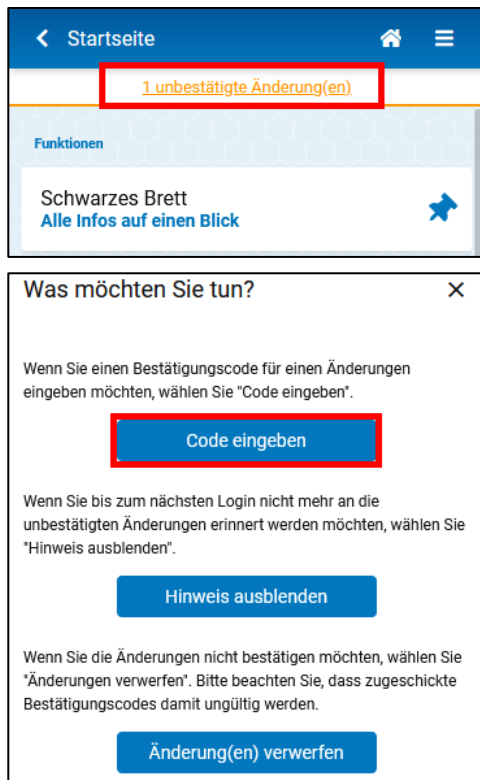 Startseite
1 unbestätigte Änderung(en)
Funktionen
Schwarzes Brett
Alle Infos auf einen Blick
Was möchten Sie tun?
Wenn Sie einen Bestätigungscode für einen Änderungen
eingeben möchten, wählen Sie "Code eingeben".
Code eingeben
Wenn Sie bis zum nächsten Login nicht mehr an die
unbestätigten Änderungen erinnert werden möchten, wählen Sie
"Hinweis ausblenden".
Hinweis ausblenden
Wenn Sie die Änderungen nicht bestätigen möchten, wählen Sie
"Änderungen verwerfen". Bitte beachten Sie, dass zugeschickte
Bestätigungscodes damit ungültig werden.
Änderung(en) verwerfen